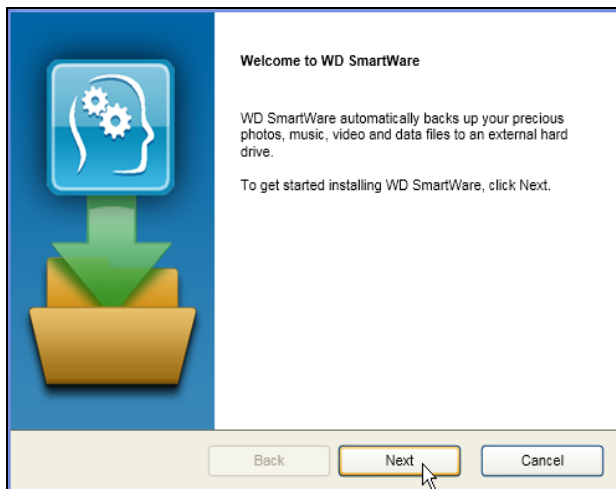 Welcome to WD SmartWare
WD SmartWare automatically backs up your precious
photos, music, video and data files to an external hard
drive.
To get started installing WD SmartWare, click Next.
Back
Next
Cancel